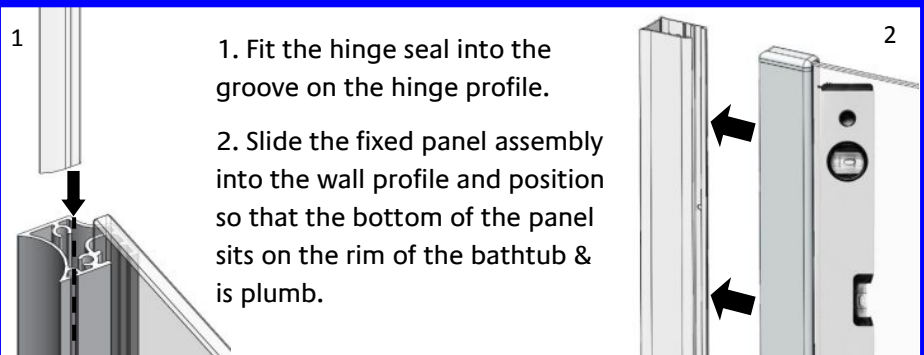 1
1. Fit the hinge seal into the
groove on the hinge profile.
2. Slide the fixed panel assembly
into the wall profile and position
so that the bottom of the panel
sits on the rim of the bathtub &
is plumb.
2